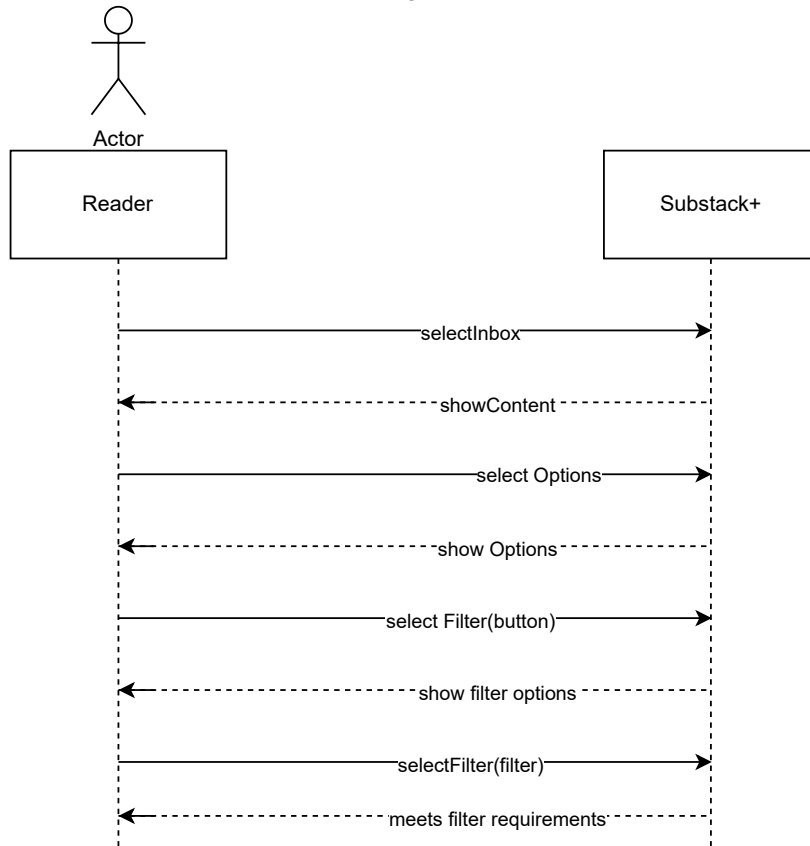 Actor
Reader
Substack+
selectInbox
showContent
select Options
show Options
select Filter(button)
show filter options
selectFilter(filter)
meets filter requirements